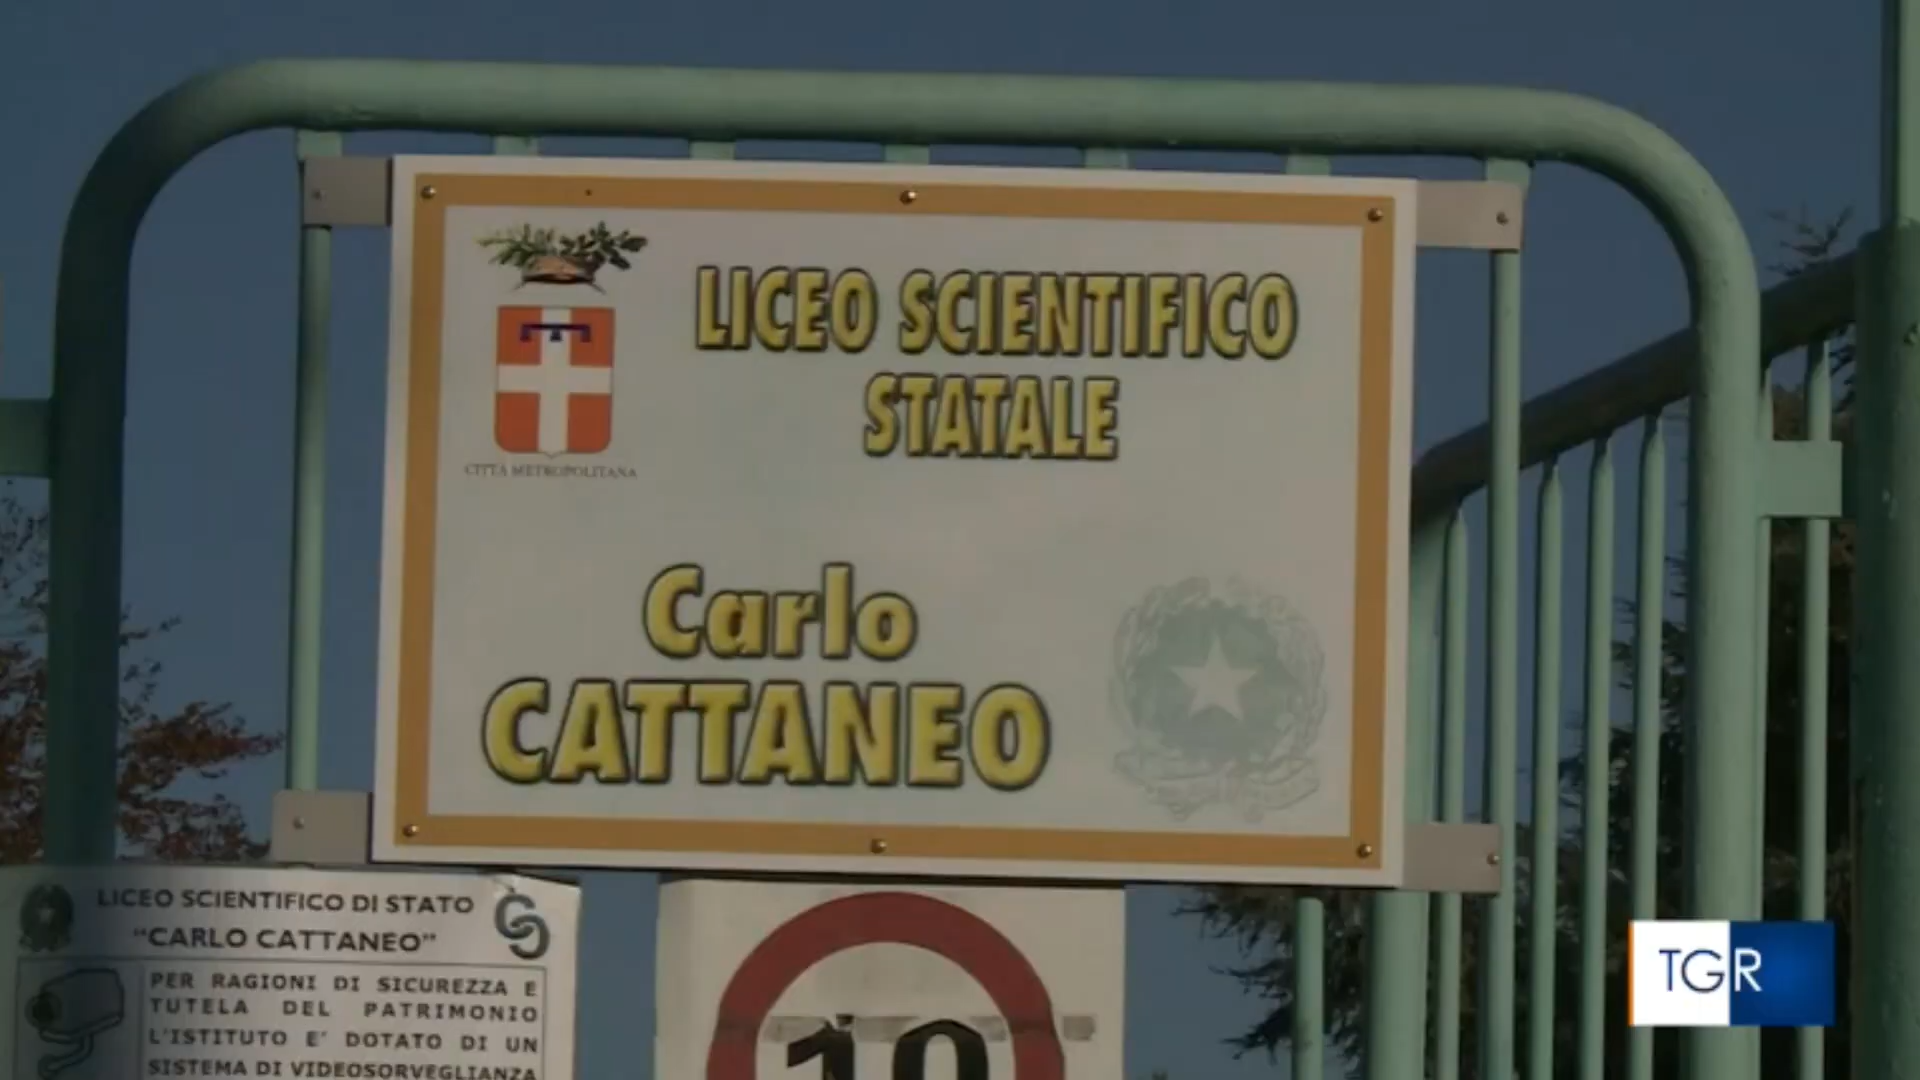 LICEO SCIENTIFICO
STATALE
CITTÀ METROPOLITANA
Carlo
CATTANEO
LICEO SCIENTIFICO DI STATO
“CARLO CATTANEO”
PER RAGIONI DI SICUREZZA E
TUTELA DEL PATRIMONIO
L'ISTITUTO E' DOTATO DI UN
SISTEMA DI VIDEOSORVEGLIANZA
10
TGR